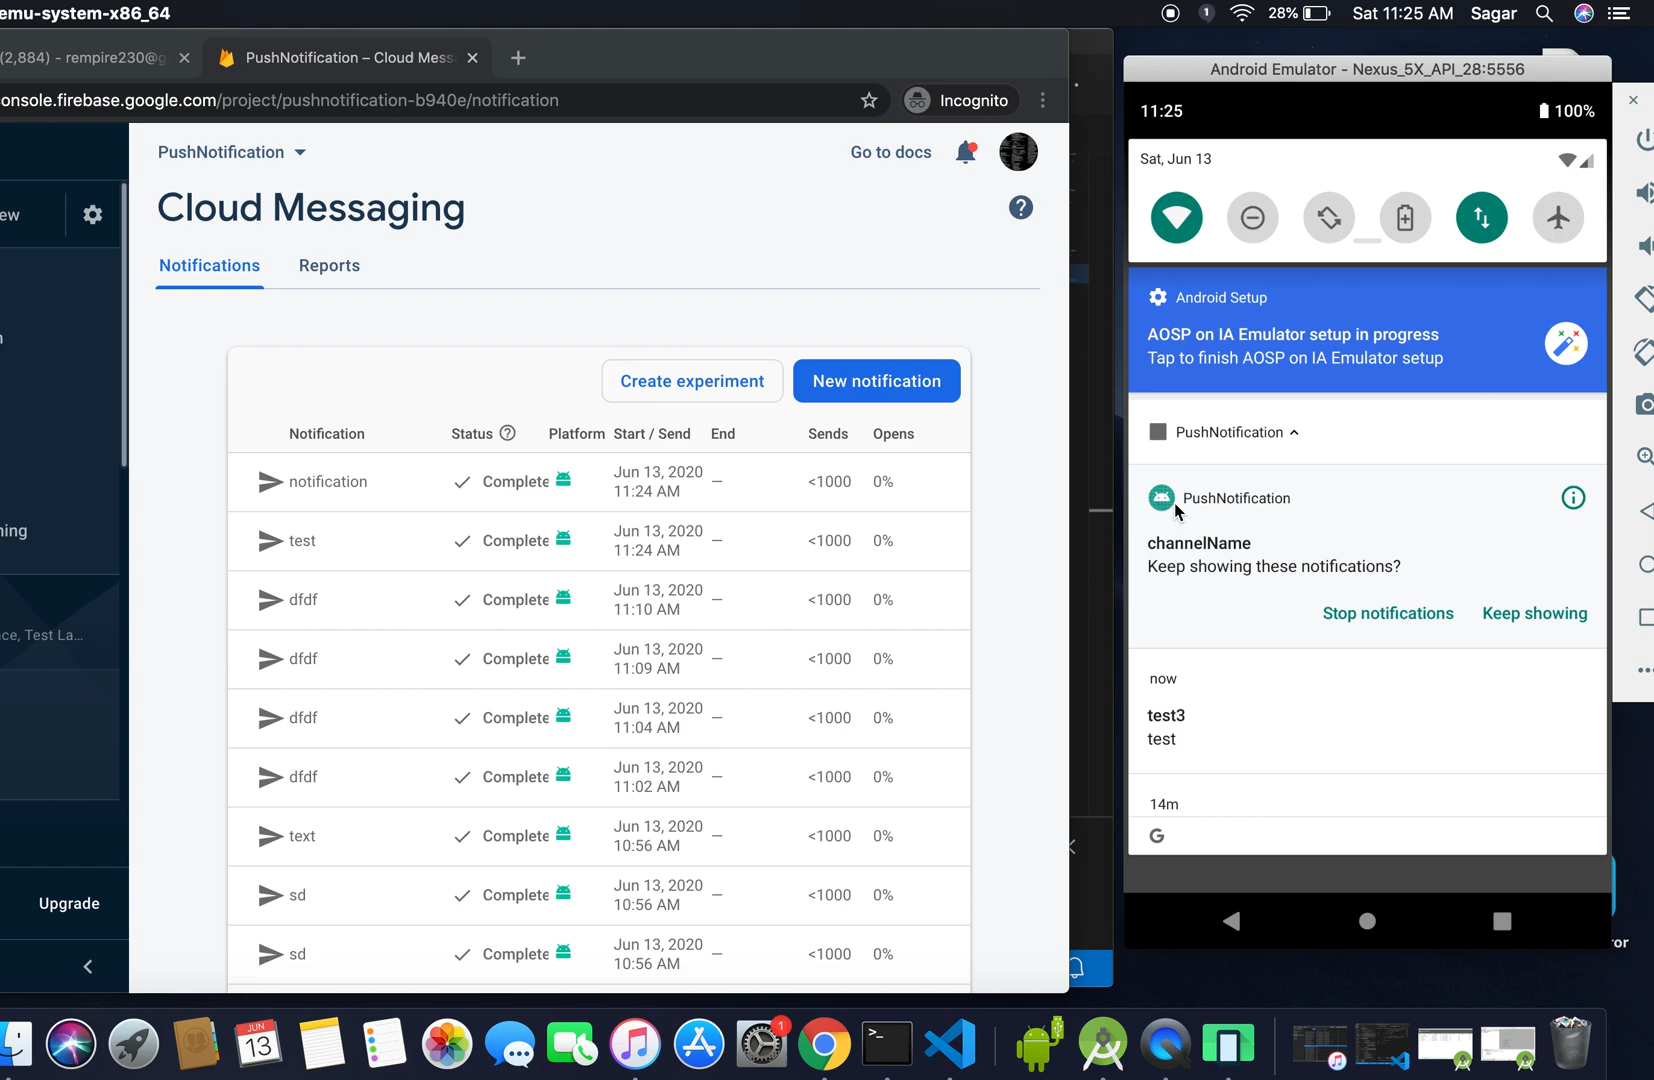 emu-system-x86_64
1
28%
Sat 11:25 AM Sagar
(2,884) - rempire230@g
PushNotification – Cloud Mess
onsole.firebase.google.com/project/pushnotification-b940e/notification
Incognito
ew
n
ning
ce, Test La...
Upgrade
PushNotification
Go to docs
Cloud Messaging
Notifications Reports
Create experiment New notification
Notification Status Platform Start / Send End Sends Opens
notification Complete Jun 13, 2020 11:24 AM — <1000 0%
test Complete Jun 13, 2020 11:24 AM — <1000 0%
dfdf Complete Jun 13, 2020 11:10 AM — <1000 0%
dfdf Complete Jun 13, 2020 11:09 AM — <1000 0%
dfdf Complete Jun 13, 2020 11:04 AM — <1000 0%
dfdf Complete Jun 13, 2020 11:02 AM — <1000 0%
text Complete Jun 13, 2020 10:56 AM — <1000 0%
sd Complete Jun 13, 2020 10:56 AM — <1000 0%
sd Complete Jun 13, 2020 10:56 AM — <1000 0%
Android Emulator - Nexus_5X_API_28:5556
11:25
100%
Sat, Jun 13
Android Setup
AOSP on IA Emulator setup in progress
Tap to finish AOSP on IA Emulator setup
PushNotification
PushNotification
channelName
Keep showing these notifications?
Stop notifications Keep showing
now
test3
test
14m
G
or
JUN
13
1